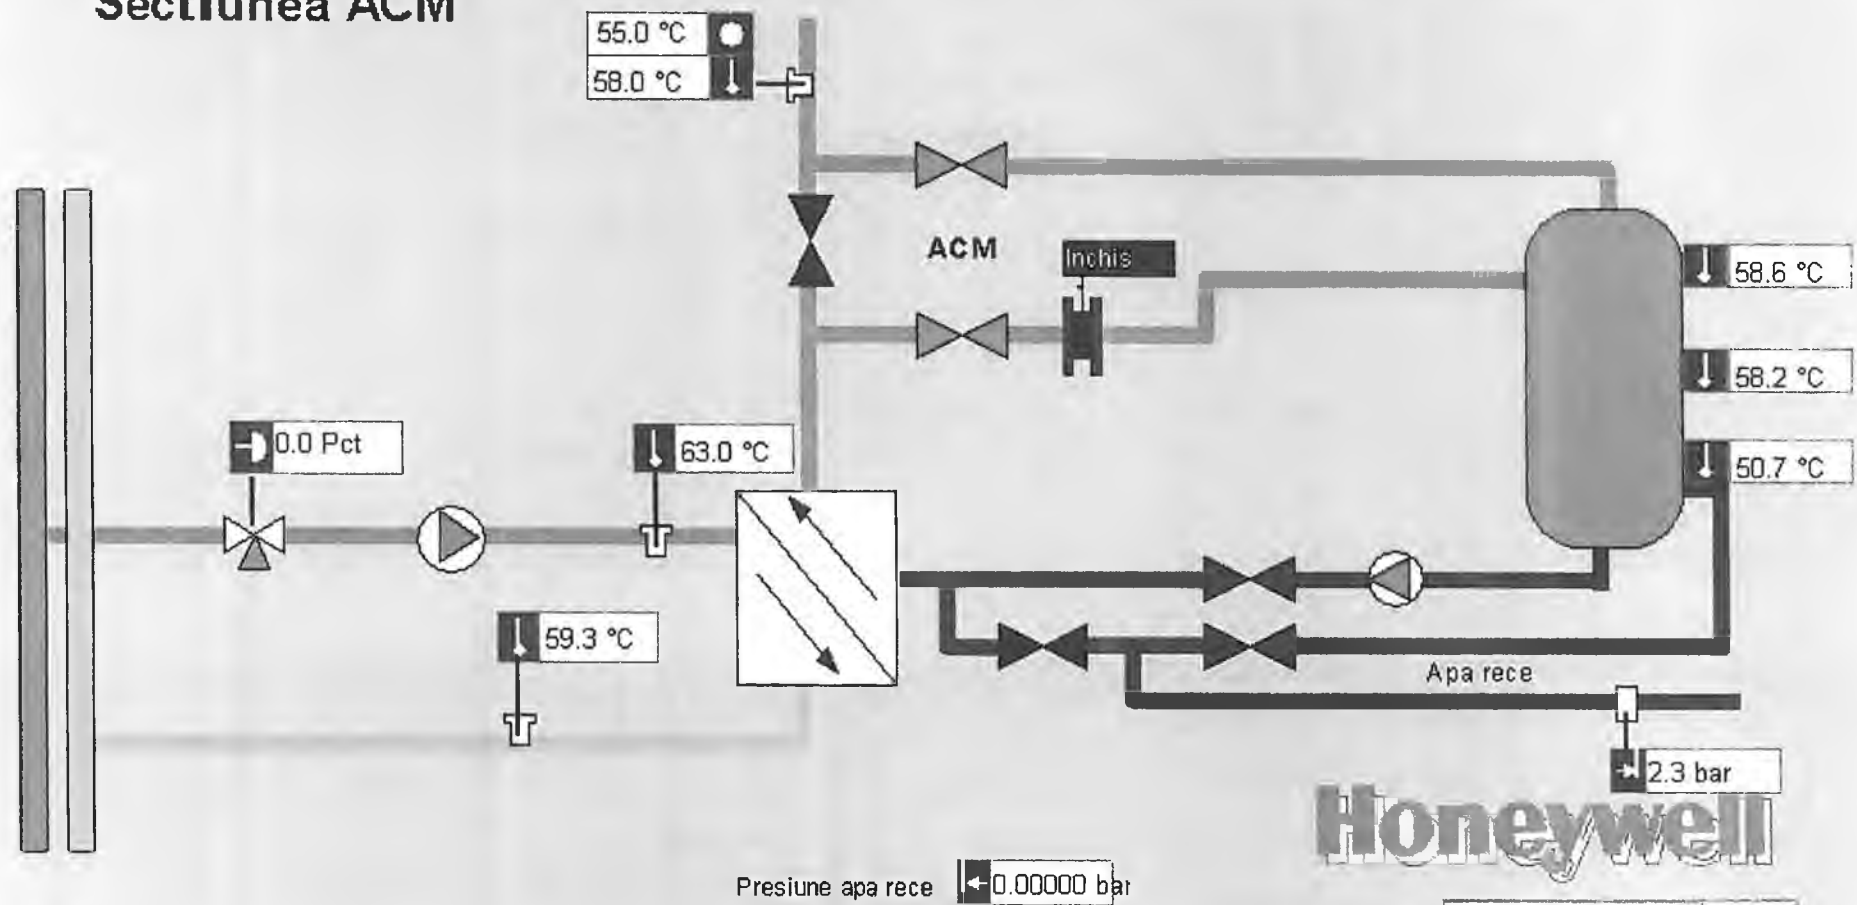 Sectiunea ACM
55.0 °C
58.0 °C
ACM
Inchis
58.6 °C
58.2 °C
50.7 °C
0.0 Pct
63.0 °C
59.3 °C
Apa rece
2.3 bar
Honeywell
Presiune apa rece 0.00000 bar